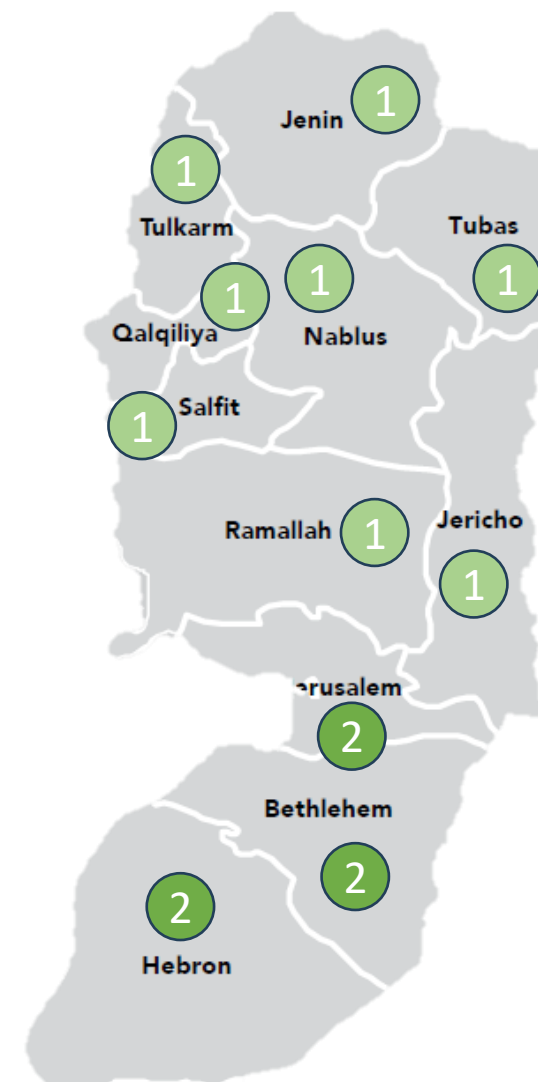 1
Jenin
1
Tulkarm
Tubas
1
1
1
Qalqiliya
Nablus
Salfit
1
Ramallah
1
Jericho
1
erusalem
2
Bethlehem
2
2
Hebron